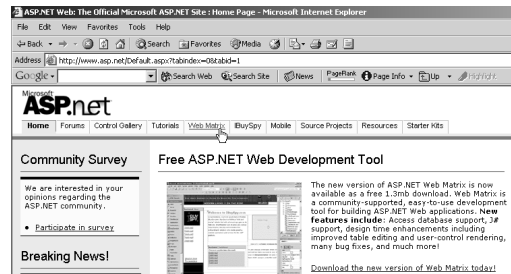 ASP.NET Web: The Official Microsoft ASP.NET Site : Home Page - Microsoft Internet Explorer
File Edit View Favorites Tools Help
Back Search Favorites Media
Address http://www.asp.net/Default.aspx?tabindex=0&tabid=1
Google Search Web Search Site News PageRank Page Info Up Highlight
Microsoft
ASP.net
Home Forums Control Gallery Tutorials Web Matrix IBuySpy Mobile Source Projects Resources Starter Kits
Community Survey
We are interested in your
opinions regarding the
ASP.NET community.
Participate in survey
Breaking News!
Free ASP.NET Web Development Tool
The new version of ASP.NET Web Matrix is now
available as a free 1.3mb download. Web Matrix is
a community-supported, easy-to-use development
tool for building ASP.NET Web applications. New
features include: Access database support, J#
support, design time enhancements including
improved table editing and user-control rendering,
many bug fixes, and much more!
Download the new version of Web Matrix today!